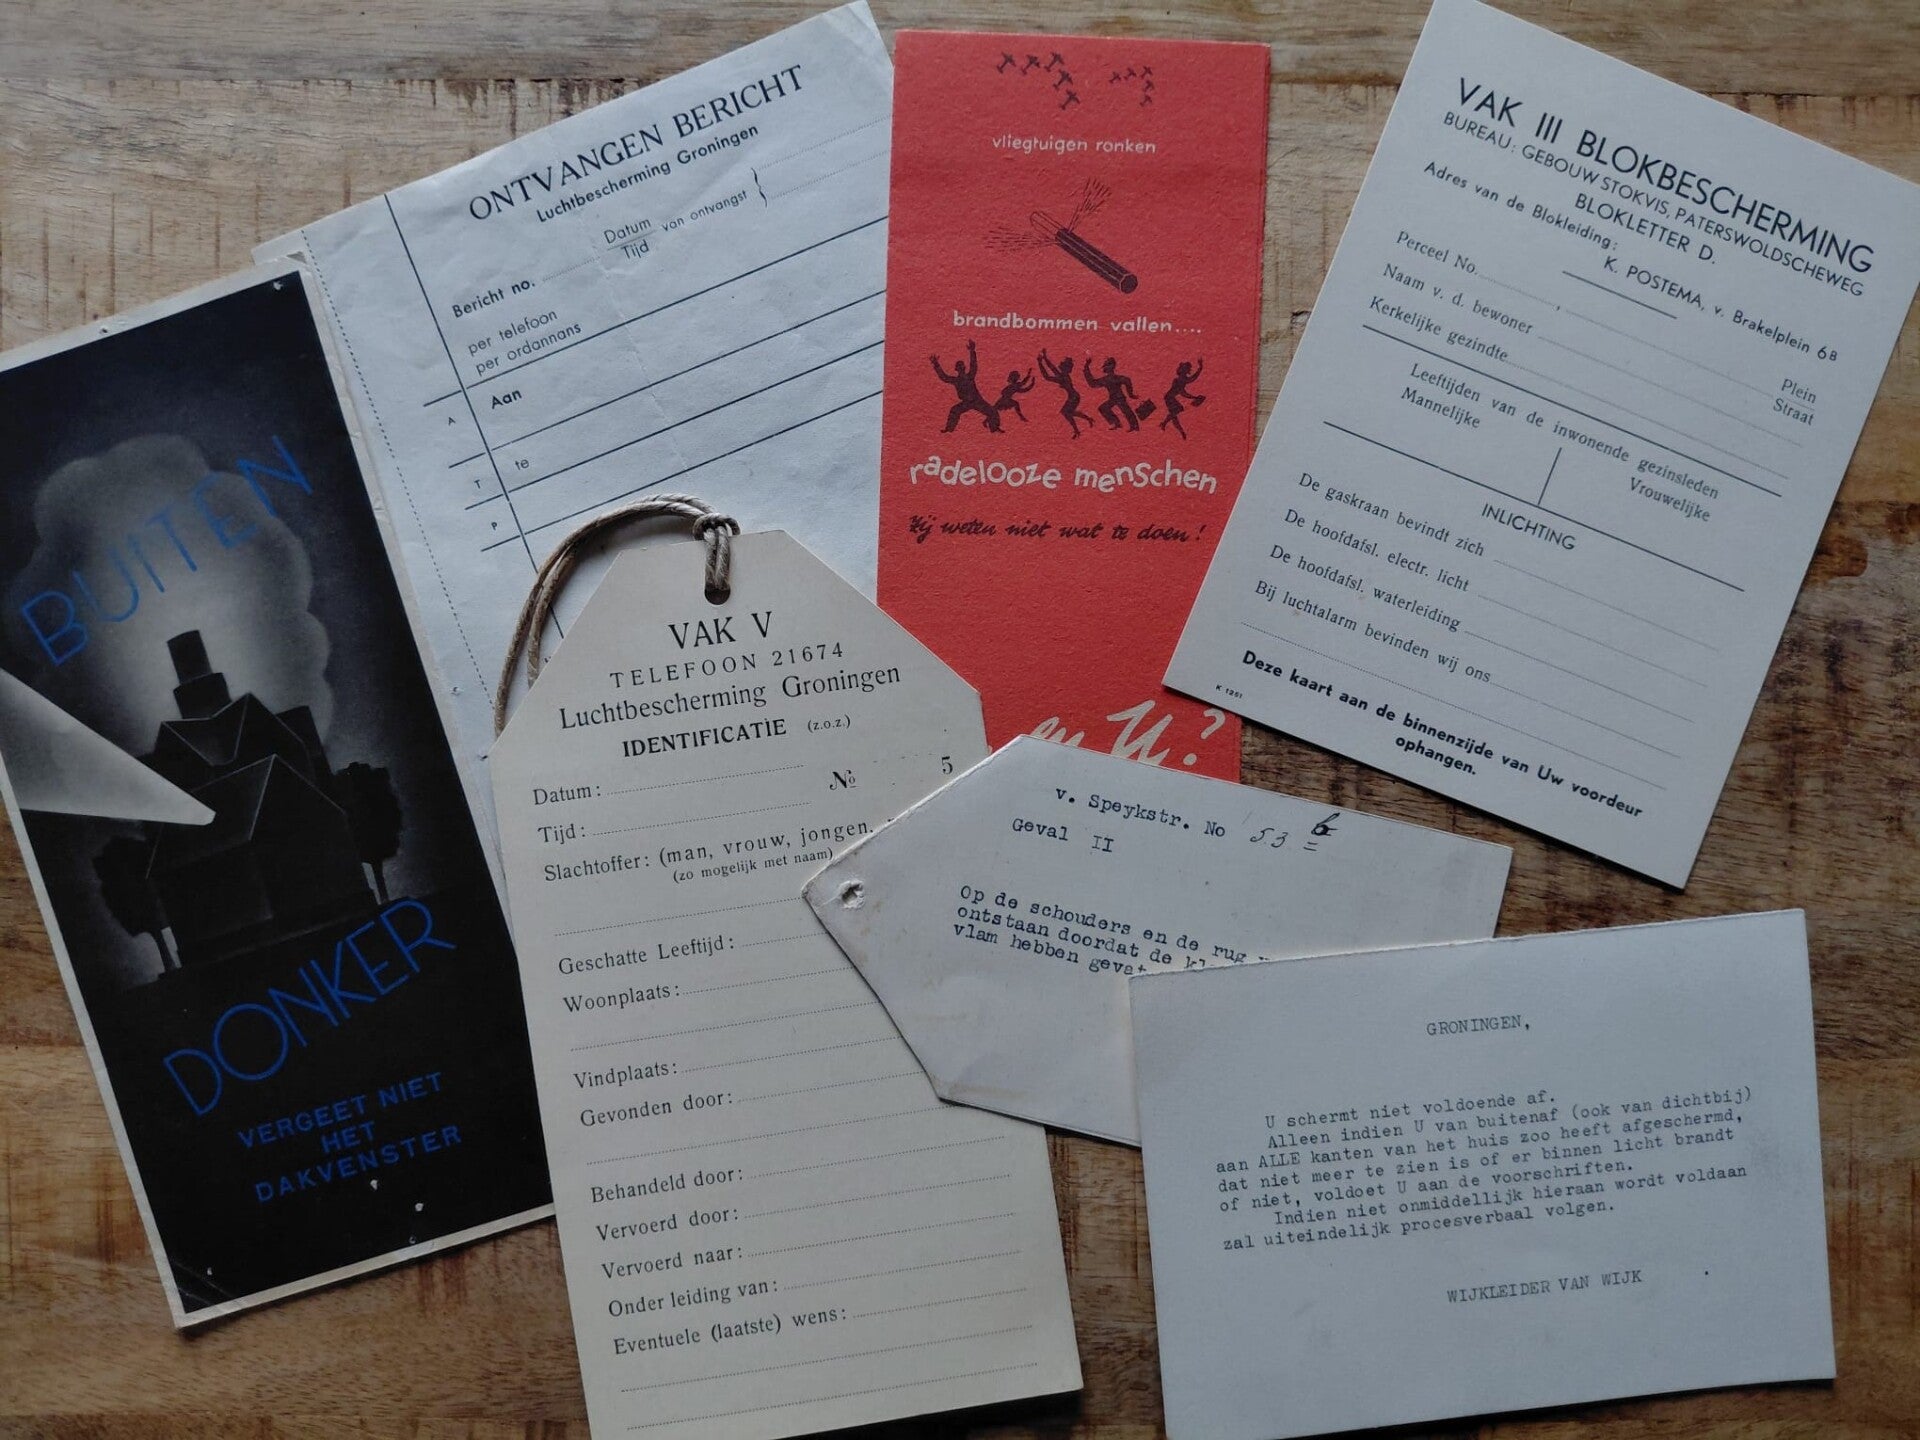 ONTVANGEN BERICHT
Luchtbescherming Groningen
Datum
Tijd
van ontvangst
Bericht no.
per telefoon
per ordonnans
A
Aan
T
te
P
vliegtuigen ronken
brandbommen vallen....
radelooze menschen
Zij weten niet wat te doen!
en U?
VAK III BLOKBESCHERMING
BUREAU: GEBOUW STOKVIS, PATERSWOLDSCHEWEG
BLOKLETTER D.
Adres van de Blokleiding:
K. POSTEMA, v. Brakelplein 6B
Perceel No. ,
Plein
Straat
Naam v. d. bewoner
Kerkelijke gezindte
Leeftijden van de inwonende gezinsleden
Mannelijke
Vrouwelijke
INLICHTING
De gaskraan bevindt zich
De hoofdafsl. electr. licht
De hoofdafsl. waterleiding
Bij luchtalarm bevinden wij ons
Deze kaart aan de binnenzijde van Uw voordeur
ophangen.
K 1251
BUITEN
DONKER
VERGEET NIET
HET
DAKVENSTER
VAK V
TELEFOON 21674
Luchtbescherming Groningen
IDENTIFICATIE (z.o.z.)
Datum:
No 5
Tijd:
Slachtoffer: (man, vrouw, jongen,
(zo mogelijk met naam)
Geschatte Leeftijd:
Woonplaats:
Vindplaats:
Gevonden door:
Behandeld door:
Vervoerd door:
Vervoerd naar:
Onder leiding van:
Eventuele (laatste) wens:
v. Speykstr. No 53 b
Geval II
Op de schouders en de rug
ontstaan doordat de
vlam hebben gevat
GRONINGEN,
U schermt niet voldoende af.
Alleen indien U van buitenaf (ook van dichtbij)
aan ALLE kanten van het huis zoo heeft afgeschermd,
dat niet meer te zien is of er binnen licht brandt
of niet, voldoet U aan de voorschriften.
Indien niet onmiddellijk hieraan wordt voldaan
zal uiteindelijk procesverbaal volgen.
WIJKLEIDER VAN WIJK .